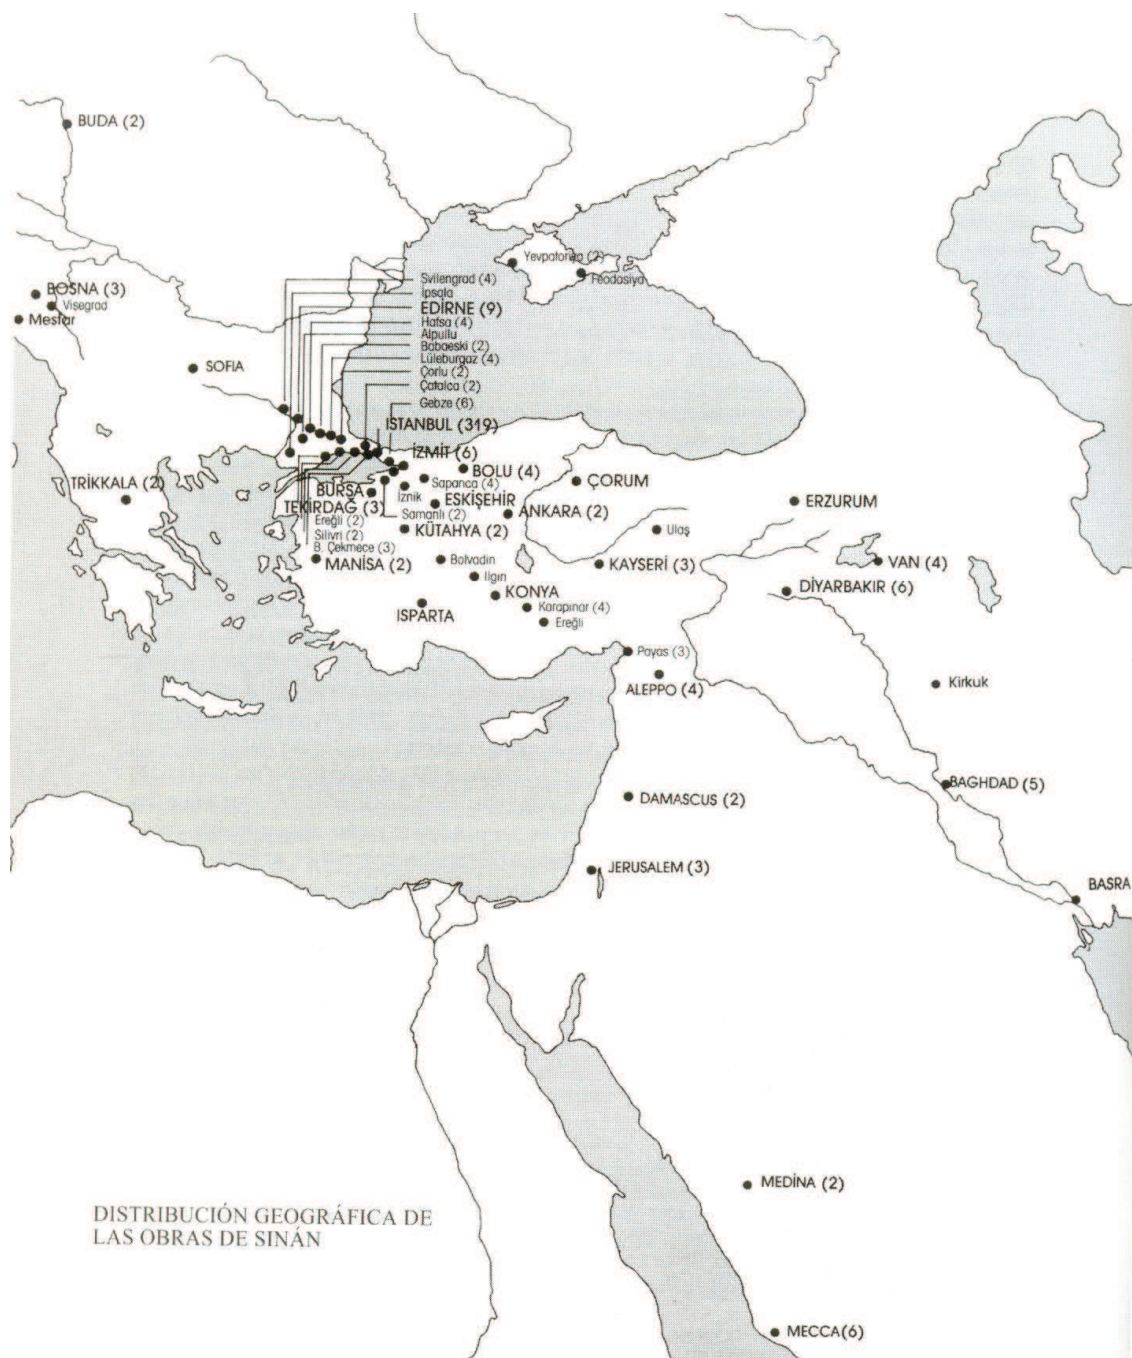 BUDA (2)
Yevpatoriya (2)
Feodasiya
Svilengrad (4)
İpsala
EDIRNE (9)
Hafsa (4)
Alpullu
Babaeski (2)
Lüleburgaz (4)
Çorlu (2)
Çatalca (2)
Gebze (6)
BOSNA (3)
Visegrad
Mostar
SOFIA
ISTANBUL (319)
İZMİT (6)
BOLU (4)
Sapanca (4)
ÇORUM
TRİKKALA (2)
BURSA
İznik
ESKİŞEHİR
ERZURUM
TEKİRDAĞ (3)
Samanlı (2)
ANKARA (2)
Ereğli (2)
Silivri (2)
KÜTAHYA (2)
Ulaş
B. Çekmece (3)
MANİSA (2)
Bolvadin
KAYSERİ (3)
VAN (4)
Ilgın
DİYARBAKIR (6)
KONYA
ISPARTA
Karapınar (4)
Ereğli
Payas (3)
ALEPPO (4)
Kirkuk
BAGHDAD (5)
DAMASCUS (2)
JERUSALEM (3)
BASRA
MEDİNA (2)
DISTRIBUCIÓN GEOGRÁFICA DE
LAS OBRAS DE SINÁN
MECCA (6)